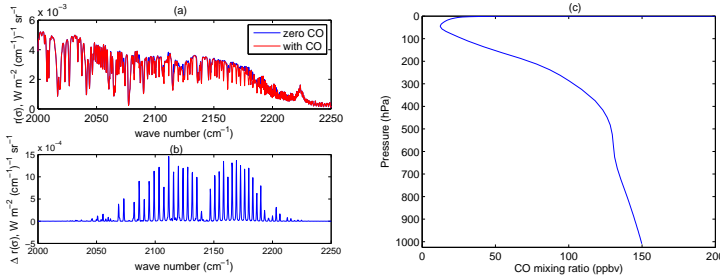 (a)
x 10⁻³
6
4
2
0
zero CO
with CO
r(σ), W m⁻² (cm⁻¹)⁻¹ sr⁻¹
2000 2050 2100 2150 2200 2250
wave number (cm⁻¹)
(b)
x 10⁻⁴
15
10
5
0
−5
Δ r(σ), W m⁻² (cm⁻¹)⁻¹ sr⁻¹
2000 2050 2100 2150 2200 2250
wave number (cm⁻¹)
(c)
0
100
200
300
400
500
600
700
800
900
1000
Pressure (hPa)
0 50 100 150 200
CO mixing ratio (ppbv)